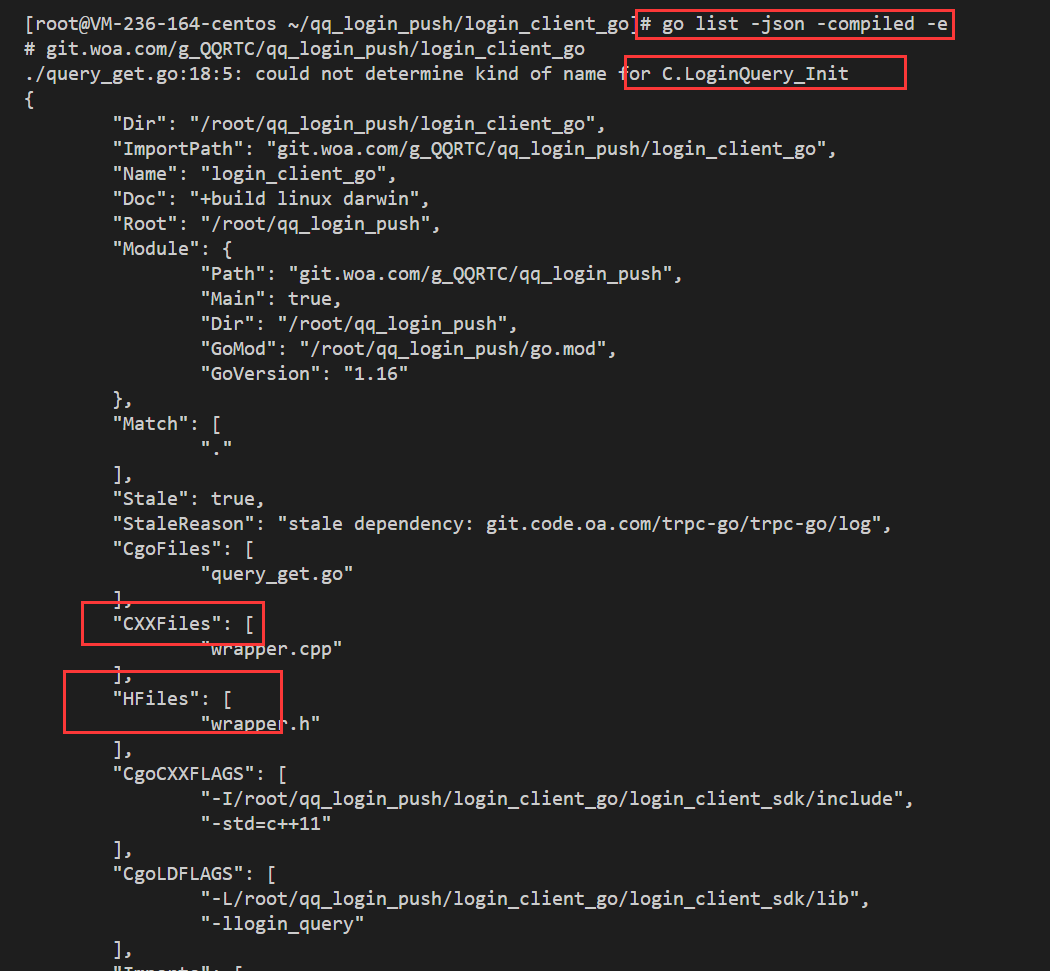 [root@VM-236-164-centos ~/qq_login_push/login_client_go]# go list -json -compiled -e
# git.woa.com/g_QQRTC/qq_login_push/login_client_go
./query_get.go:18:5: could not determine kind of name for C.LoginQuery_Init
{
"Dir": "/root/qq_login_push/login_client_go",
"ImportPath": "git.woa.com/g_QQRTC/qq_login_push/login_client_go",
"Name": "login_client_go",
"Doc": "+build linux darwin",
"Root": "/root/qq_login_push",
"Module": {
"Path": "git.woa.com/g_QQRTC/qq_login_push",
"Main": true,
"Dir": "/root/qq_login_push",
"GoMod": "/root/qq_login_push/go.mod",
"GoVersion": "1.16"
},
"Match": [
"."
],
"Stale": true,
"StaleReason": "stale dependency: git.code.oa.com/trpc-go/trpc-go/log",
"CgoFiles": [
"query_get.go"
],
"CXXFiles": [
"wrapper.cpp"
],
"HFiles": [
"wrapper.h"
],
"CgoCXXFLAGS": [
"-I/root/qq_login_push/login_client_go/login_client_sdk/include",
"-std=c++11"
],
"CgoLDFLAGS": [
"-L/root/qq_login_push/login_client_go/login_client_sdk/lib",
"-llogin_query"
],
"Imports": [